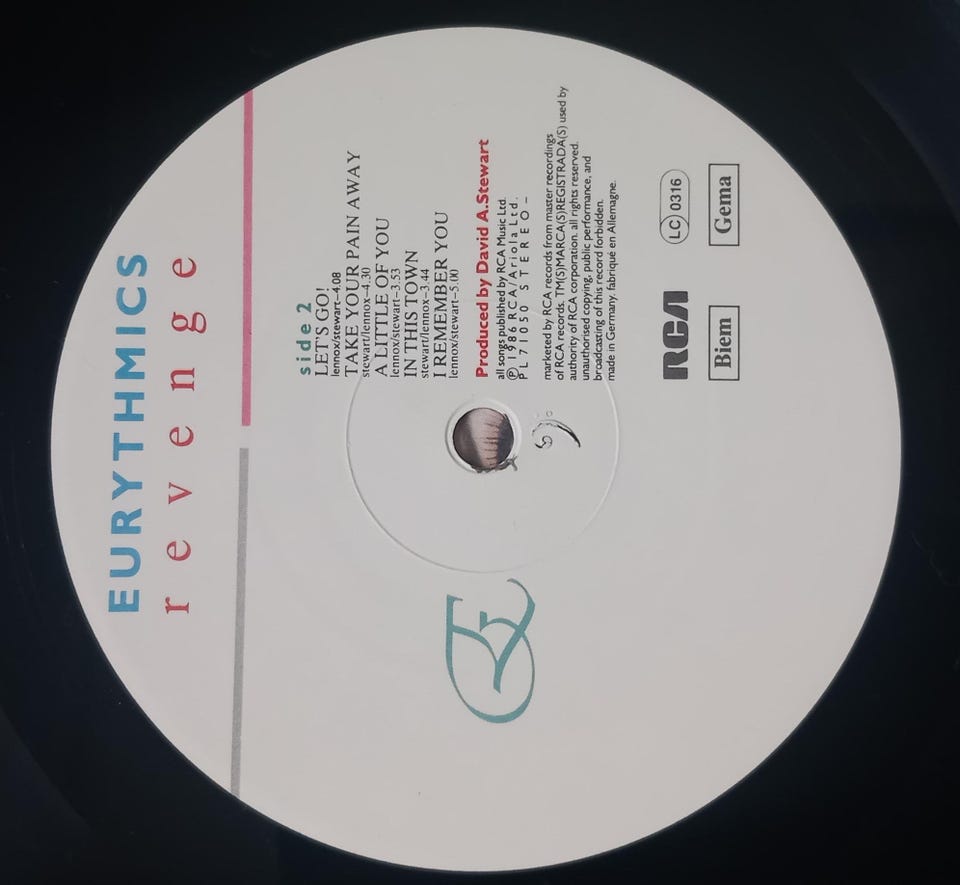 EURYTHMICS
revenge
side 2
LET'S GO!
lennox/stewart–4.08
TAKE YOUR PAIN AWAY
stewart/lennox–4.30
A LITTLE OF YOU
lennox/stewart–3.53
IN THIS TOWN
stewart/lennox–3.44
I REMEMBER YOU
lennox/stewart–5.00
Produced by David A.Stewart
all songs published by RCA Music Ltd.
℗ 1986 RCA/Ariola Ltd.
PL 71050 STEREO–
marketed by RCA records from master recordings
of RCA records. TM(S)MARCA(S)REGISTRADA(S) used by
authority of RCA corporation. all rights reserved.
unauthorised copying, public performance, and
broadcasting of this record forbidden.
made in Germany, fabriqué en Allemagne.
RCA
LC 0316
Biem
Gema